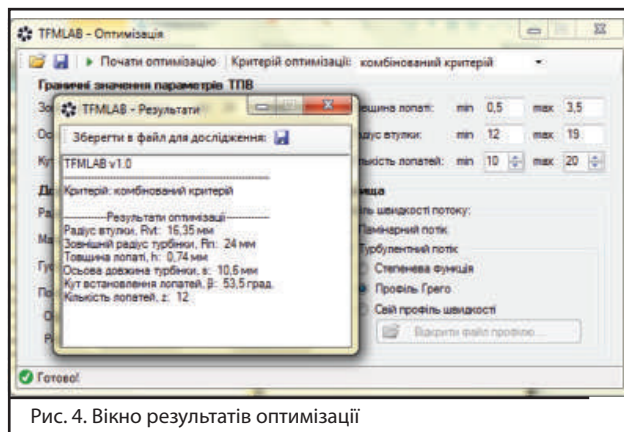 TFMLAB - Оптимізація
Почати оптимізацію Критерій оптимізації: комбінований критерій
Граничні значення параметрів ТПВ
TFMLAB - Результати
Зберегти в файл для дослідження:
TFMLAB v1.0
Критерій: комбінований критерій
----------Результати оптимізації----------
Радіус втулки, Rvt: 16,35 мм
Зовнішній радіус турбінки, Rn: 24 мм
Товщина лопаті, h: 0,74 мм
Осьова довжина турбінки, s: 10,6 мм
Кут встановлення лопатей, β: 53,5 град.
Кількість лопатей, z: 12
лопаті: min 0,5 max 3,5
втулки: min 12 max 19
лопатей: min 10 max 20
швидкості потоку:
Ламінарний потік
Турбулентний потік
Степенева функція
Профіль Грего
Свій профіль швидкості
Відкрити файл профілю...
Готово!
Рис. 4. Вікно результатів оптимізації